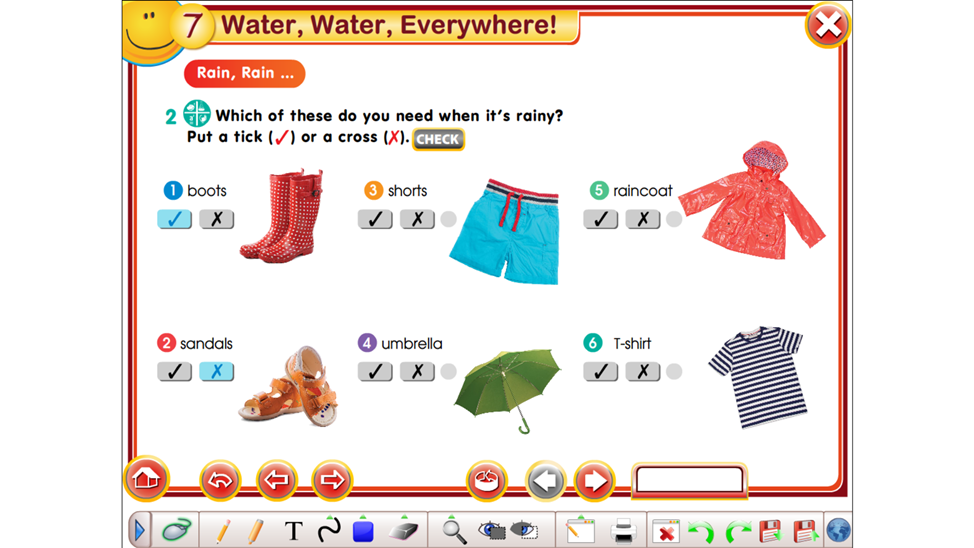 7 Water, Water, Everywhere!
Rain, Rain ...
2 Which of these do you need when it's rainy?
Put a tick (✓) or a cross (✗). CHECK
1 boots
✓ ✗
3 shorts
✓ ✗
5 raincoat
✓ ✗
2 sandals
✓ ✗
4 umbrella
✓ ✗
6 T-shirt
✓ ✗
T